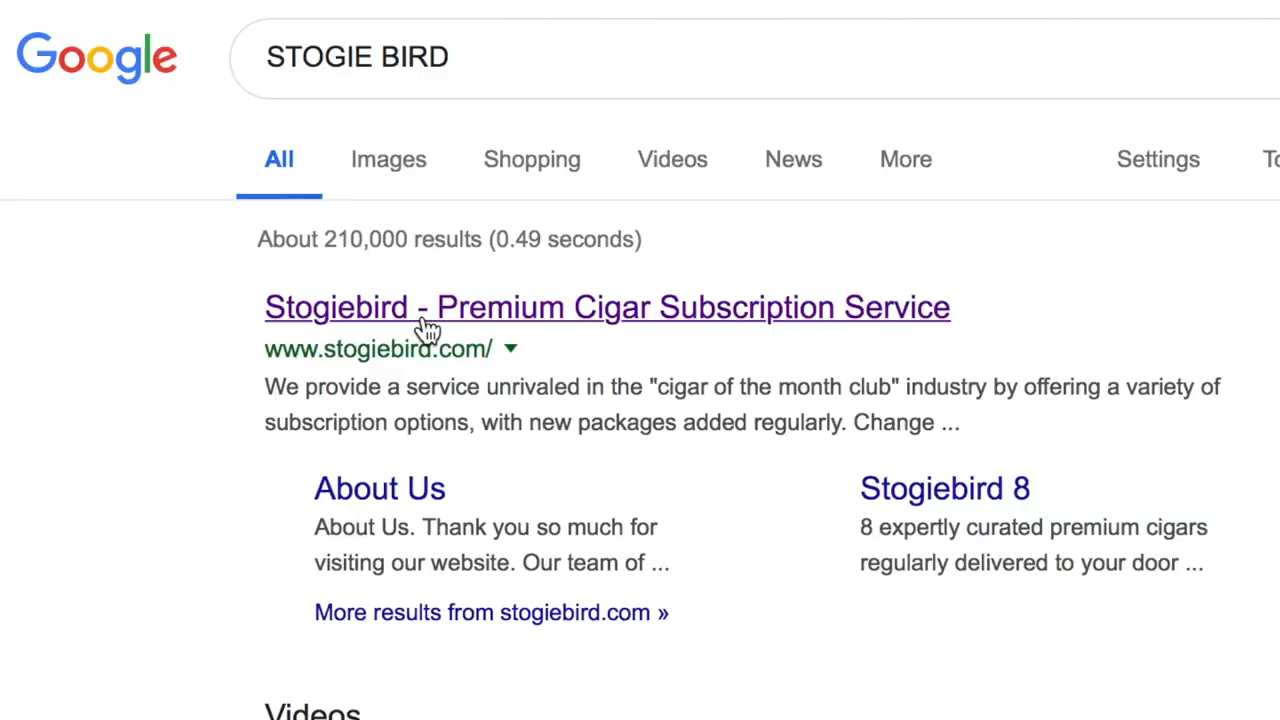 Google
STOGIE BIRD
All Images Shopping Videos News More Settings
About 210,000 results (0.49 seconds)
Stogiebird - Premium Cigar Subscription Service
www.stogiebird.com/
We provide a service unrivaled in the "cigar of the month club" industry by offering a variety of
subscription options, with new packages added regularly. Change ...
About Us
About Us. Thank you so much for
visiting our website. Our team of ...
Stogiebird 8
8 expertly curated premium cigars
regularly delivered to your door ...
More results from stogiebird.com »
Videos